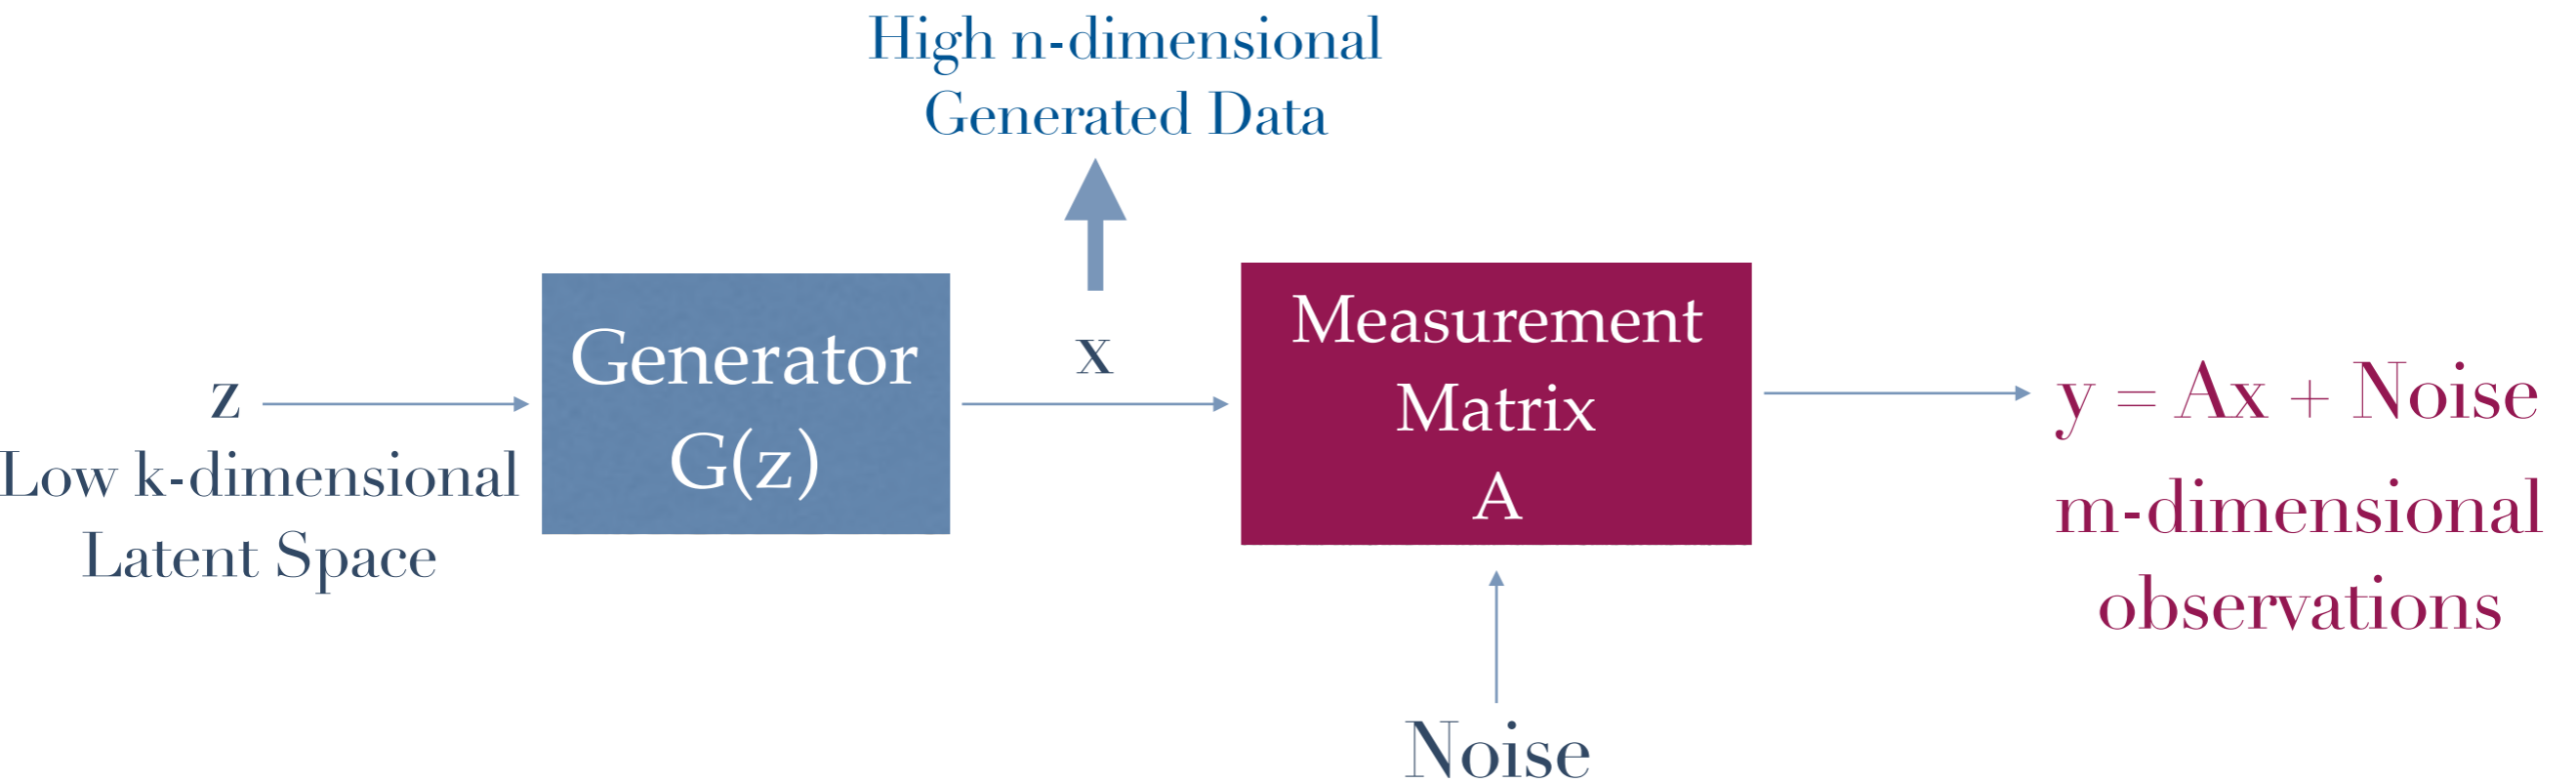 High n-dimensional
Generated Data
z
Low k-dimensional
Latent Space
Generator
G(z)
x
Measurement
Matrix
A
Noise
y = Ax + Noise
m-dimensional
observations